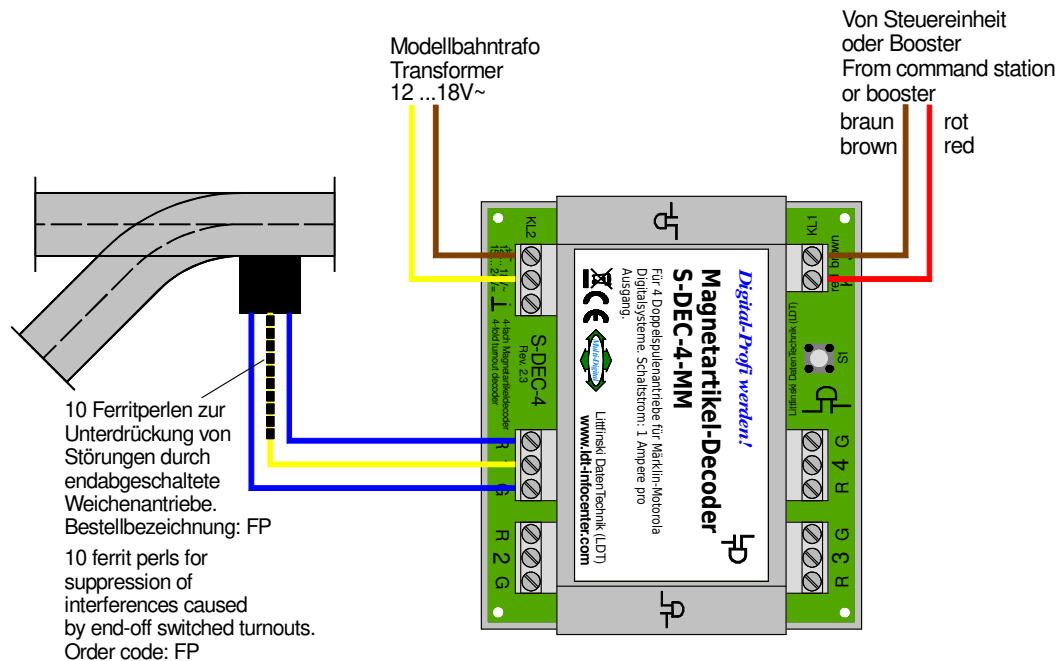 Modellbahntrafo
Transformer
12 ...18V~
Von Steuereinheit
oder Booster
From command station
or booster
braun
brown
rot
red
10 Ferritperlen zur
Unterdrückung von
Störungen durch
endabgeschaltete
Weichenantriebe.
Bestellbezeichnung: FP
10 ferrit perls for
suppression of
interferences caused
by end-off switched turnouts.
Order code: FP
KL2
4-fach Magnetartikeldecoder
4-fold turnout decoder
S-DEC-4
Rev. 2.3
R
G
R 2 G
Digital-Profi werden!
Magnetartikel-Decoder
S-DEC-4-MM
Für 4 Doppelspulenantriebe für Märklin-Motorola
Digitalsysteme. Schaltstrom: 1 Ampere pro
Ausgang.
CE
Multi-Digital
Littfinski DatenTechnik (LDT)
www.ldt-infocenter.com
KL1
red brown
Littfinski DatenTechnik (LDT)
S1
R 4 G
R 3 G